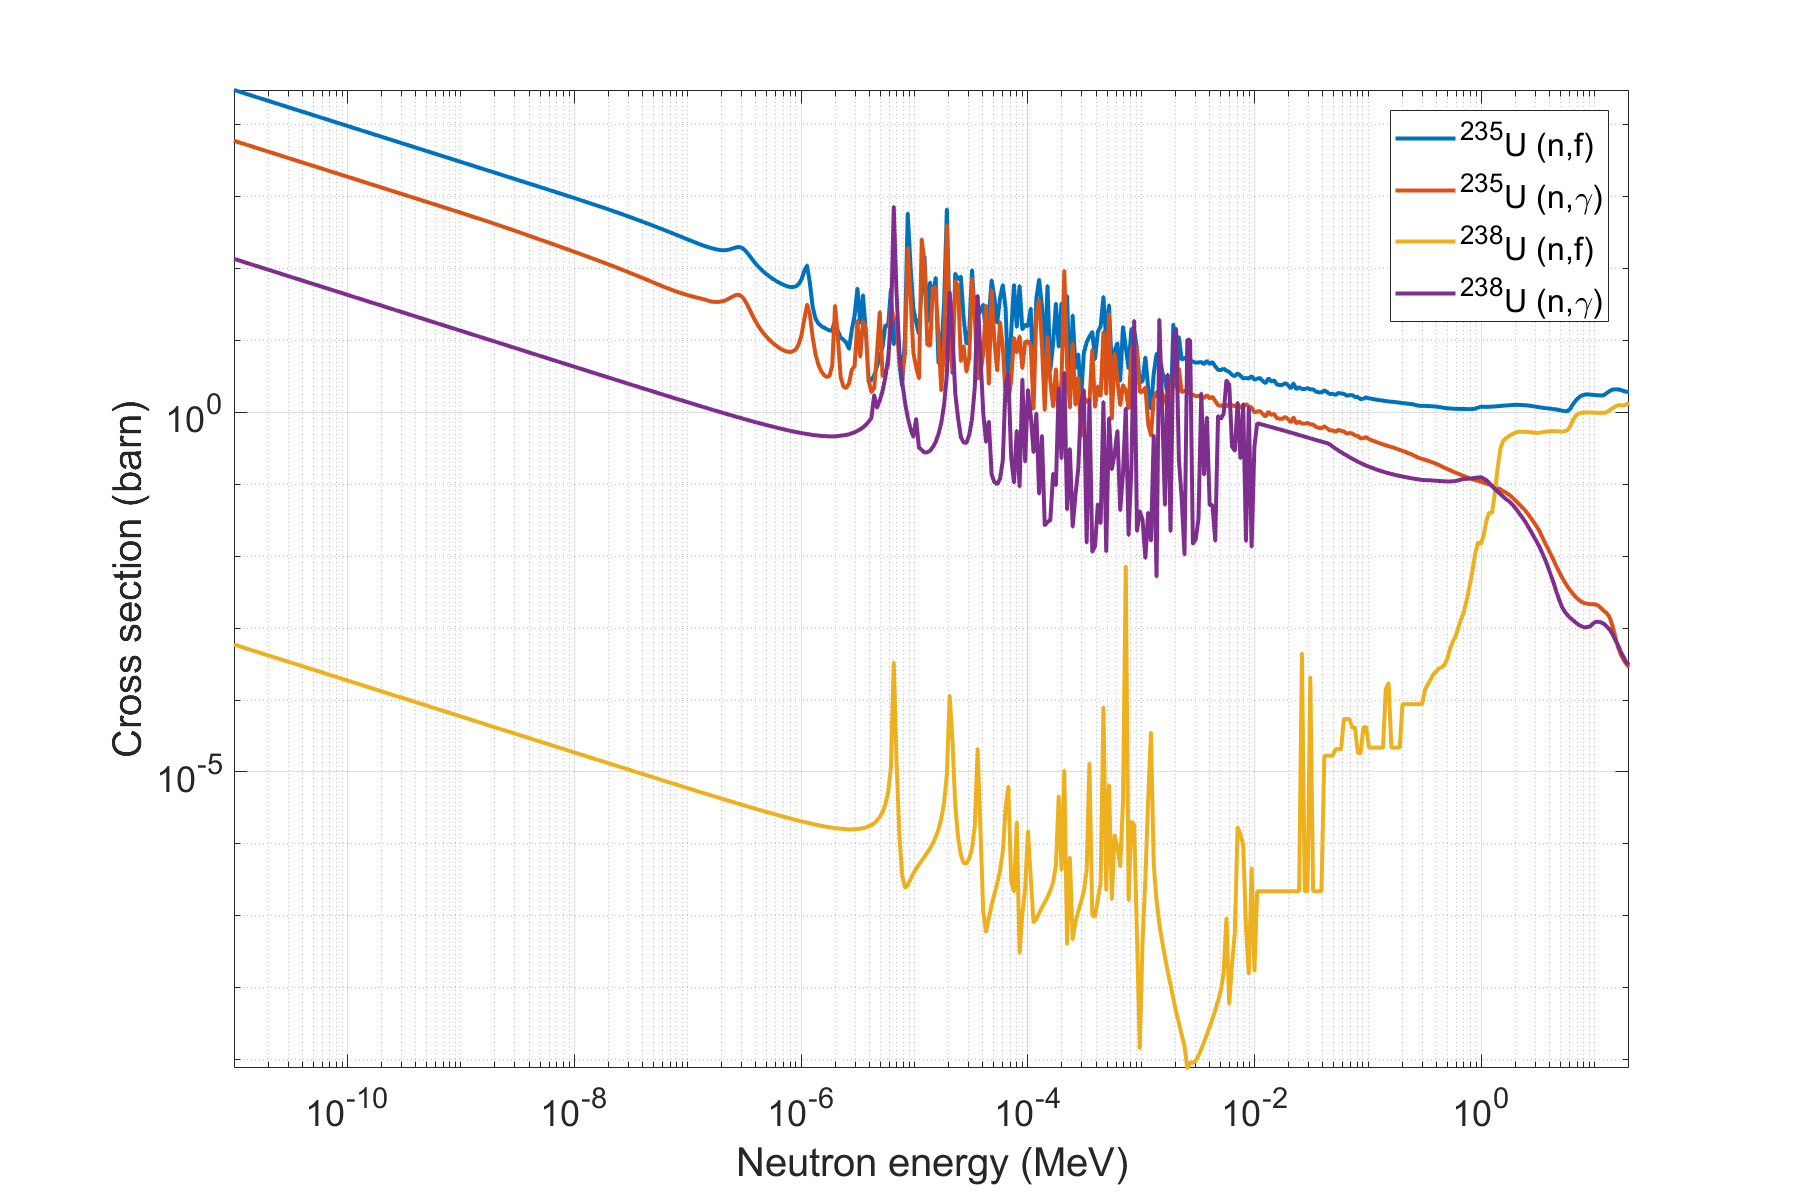 ²³⁵U (n,f)
²³⁵U (n,γ)
²³⁸U (n,f)
²³⁸U (n,γ)
Cross section (barn)
10⁰
10⁻⁵
10⁻¹⁰ 10⁻⁸ 10⁻⁶ 10⁻⁴ 10⁻² 10⁰
Neutron energy (MeV)